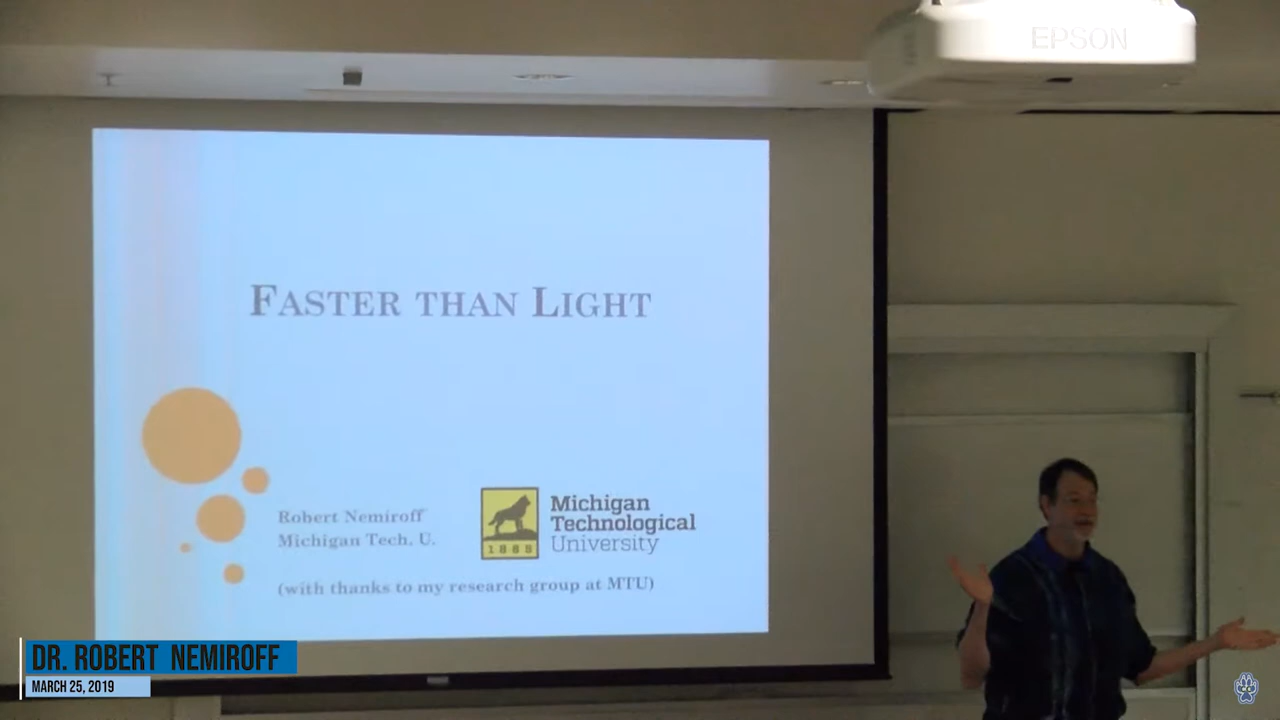 EPSON
FASTER THAN LIGHT
Robert Nemiroff
Michigan Tech, U.
Michigan
Technological
University
1885
(with thanks to my research group at MTU)
DR. ROBERT NEMIROFF
MARCH 25, 2019